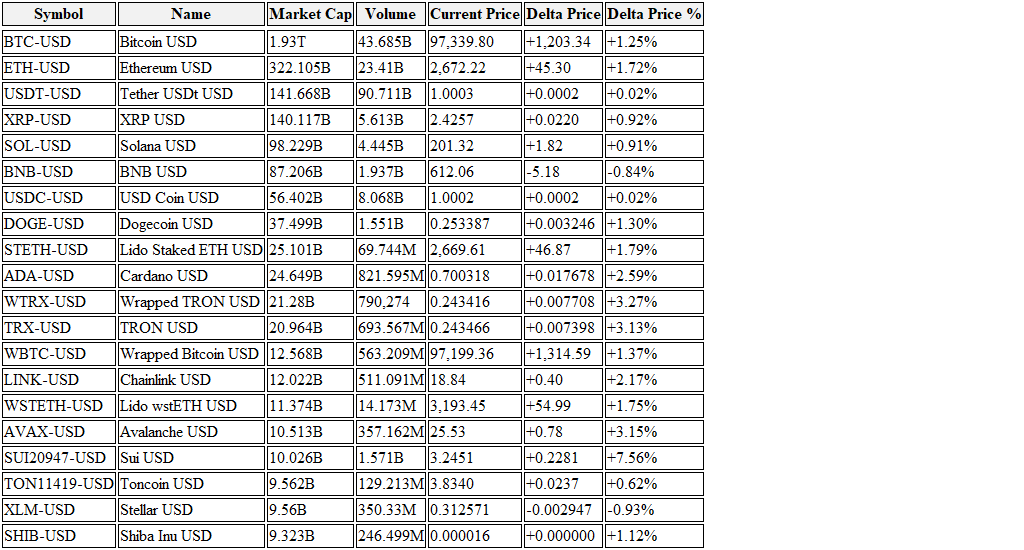 Symbol Name Market Cap Volume Current Price Delta Price Delta Price %
BTC-USD Bitcoin USD 1.93T 43.685B 97,339.80 +1,203.34 +1.25%
ETH-USD Ethereum USD 322.105B 23.41B 2,672.22 +45.30 +1.72%
USDT-USD Tether USDt USD 141.668B 90.711B 1.0003 +0.0002 +0.02%
XRP-USD XRP USD 140.117B 5.613B 2.4257 +0.0220 +0.92%
SOL-USD Solana USD 98.229B 4.445B 201.32 +1.82 +0.91%
BNB-USD BNB USD 87.206B 1.937B 612.06 -5.18 -0.84%
USDC-USD USD Coin USD 56.402B 8.068B 1.0002 +0.0002 +0.02%
DOGE-USD Dogecoin USD 37.499B 1.551B 0.253387 +0.003246 +1.30%
STETH-USD Lido Staked ETH USD 25.101B 69.744M 2,669.61 +46.87 +1.79%
ADA-USD Cardano USD 24.649B 821.595M 0.700318 +0.017678 +2.59%
WTRX-USD Wrapped TRON USD 21.28B 790,274 0.243416 +0.007708 +3.27%
TRX-USD TRON USD 20.964B 693.567M 0.243466 +0.007398 +3.13%
WBTC-USD Wrapped Bitcoin USD 12.568B 563.209M 97,199.36 +1,314.59 +1.37%
LINK-USD Chainlink USD 12.022B 511.091M 18.84 +0.40 +2.17%
WSTETH-USD Lido wstETH USD 11.374B 14.173M 3,193.45 +54.99 +1.75%
AVAX-USD Avalanche USD 10.513B 357.162M 25.53 +0.78 +3.15%
SUI20947-USD Sui USD 10.026B 1.571B 3.2451 +0.2281 +7.56%
TON11419-USD Toncoin USD 9.562B 129.213M 3.8340 +0.0237 +0.62%
XLM-USD Stellar USD 9.56B 350.33M 0.312571 -0.002947 -0.93%
SHIB-USD Shiba Inu USD 9.323B 246.499M 0.000016 +0.000000 +1.12%